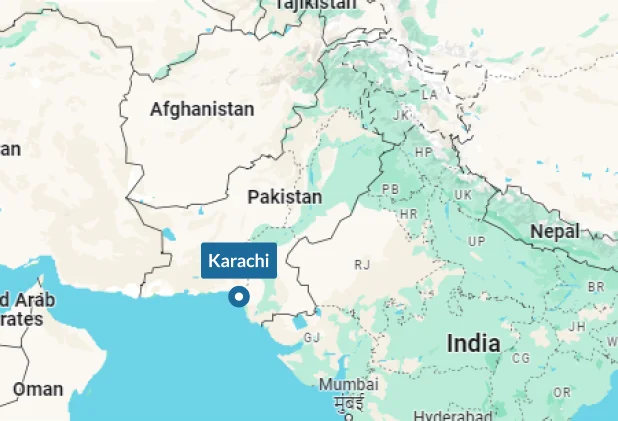 Tajikistan
Afghanistan
LA
JK
an
HP
Pakistan
PB
UK
HR
Nepal
UP
Karachi
RJ
BR
d Arab
rates
JH
GJ
India
W
CG
Oman
Mumbai
मुंबई
OR
Hyderabad